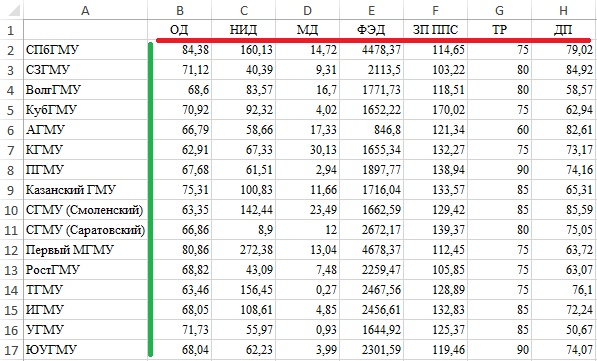 A B C D E F G H
1 ОД НИД МД ФЭД ЗП ППС ТР ДП
2 СПбГМУ 84,38 160,13 14,72 4478,37 114,65 75 79,02
3 СЗГМУ 71,12 40,39 9,31 2113,5 103,22 80 84,92
4 ВолгГМУ 68,6 83,57 16,7 1771,73 118,51 80 58,57
5 КубГМУ 70,92 92,32 4,02 1652,22 170,02 75 62,94
6 АГМУ 66,79 58,66 17,33 846,8 121,34 60 82,61
7 КГМУ 62,91 67,33 30,13 1655,34 132,27 75 73,17
8 ПГМУ 67,68 61,51 2,94 1897,77 138,94 90 74,16
9 Казанский ГМУ 75,31 100,83 11,66 1716,04 133,57 85 65,31
10 СГМУ (Смоленский) 63,35 142,44 23,49 1662,59 129,42 85 85,59
11 СГМУ (Саратовский) 66,86 8,9 12 2672,17 139,37 80 75,05
12 Первый МГМУ 80,86 272,38 13,04 4678,37 112,45 75 63,72
13 РостГМУ 68,82 43,09 7,48 2259,47 105,85 75 63,07
14 ТГМУ 63,46 156,45 0,27 2467,56 128,89 75 76,1
15 ИГМУ 68,05 108,61 4,85 2456,61 132,83 85 72,24
16 УГМУ 71,73 55,97 0,93 1644,92 125,37 85 50,67
17 ЮУГМУ 68,04 62,23 3,99 2301,59 119,46 90 74,07